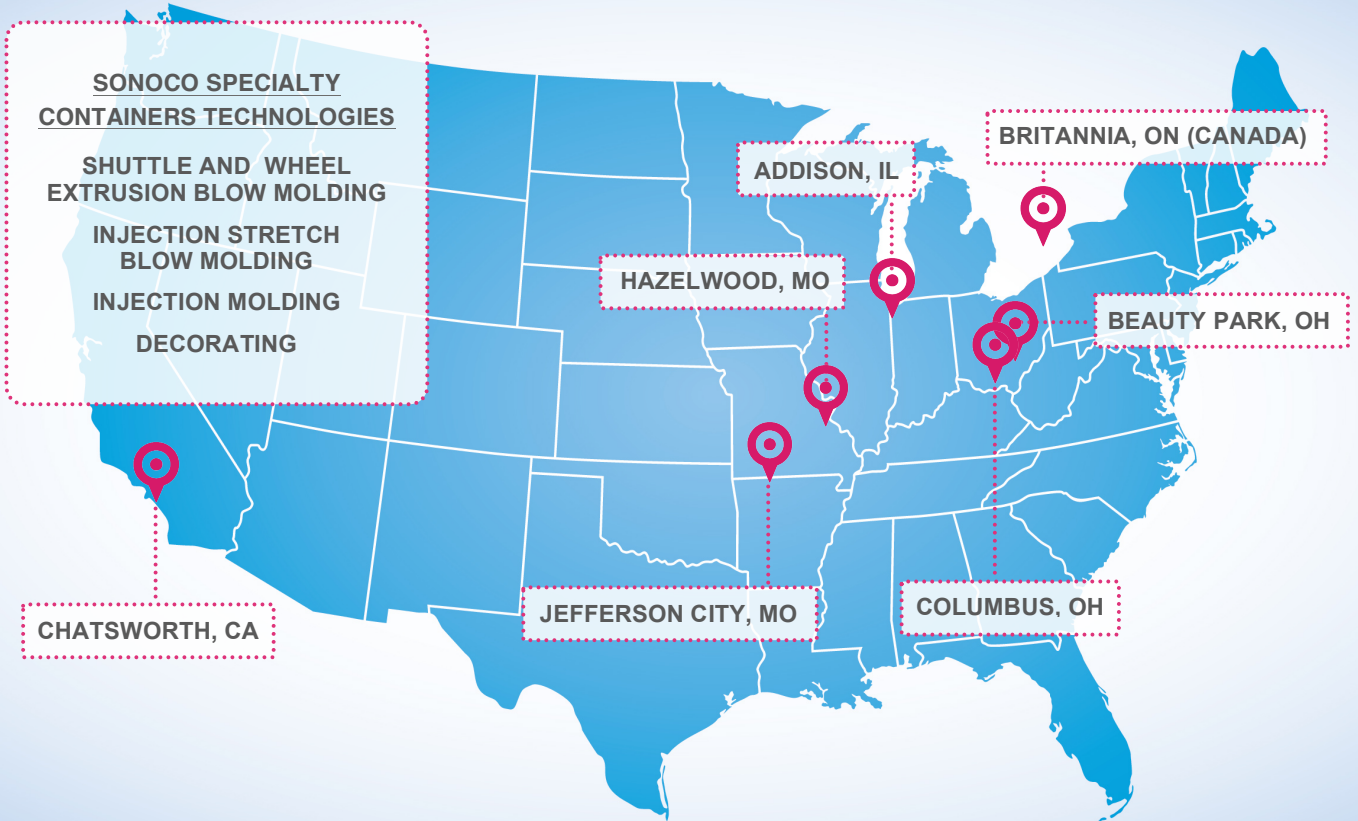 SONOCO SPECIALTY
CONTAINERS TECHNOLOGIES
SHUTTLE AND WHEEL
EXTRUSION BLOW MOLDING
INJECTION STRETCH
BLOW MOLDING
INJECTION MOLDING
DECORATING
BRITANNIA, ON (CANADA)
ADDISON, IL
HAZELWOOD, MO
BEAUTY PARK, OH
CHATSWORTH, CA
JEFFERSON CITY, MO
COLUMBUS, OH